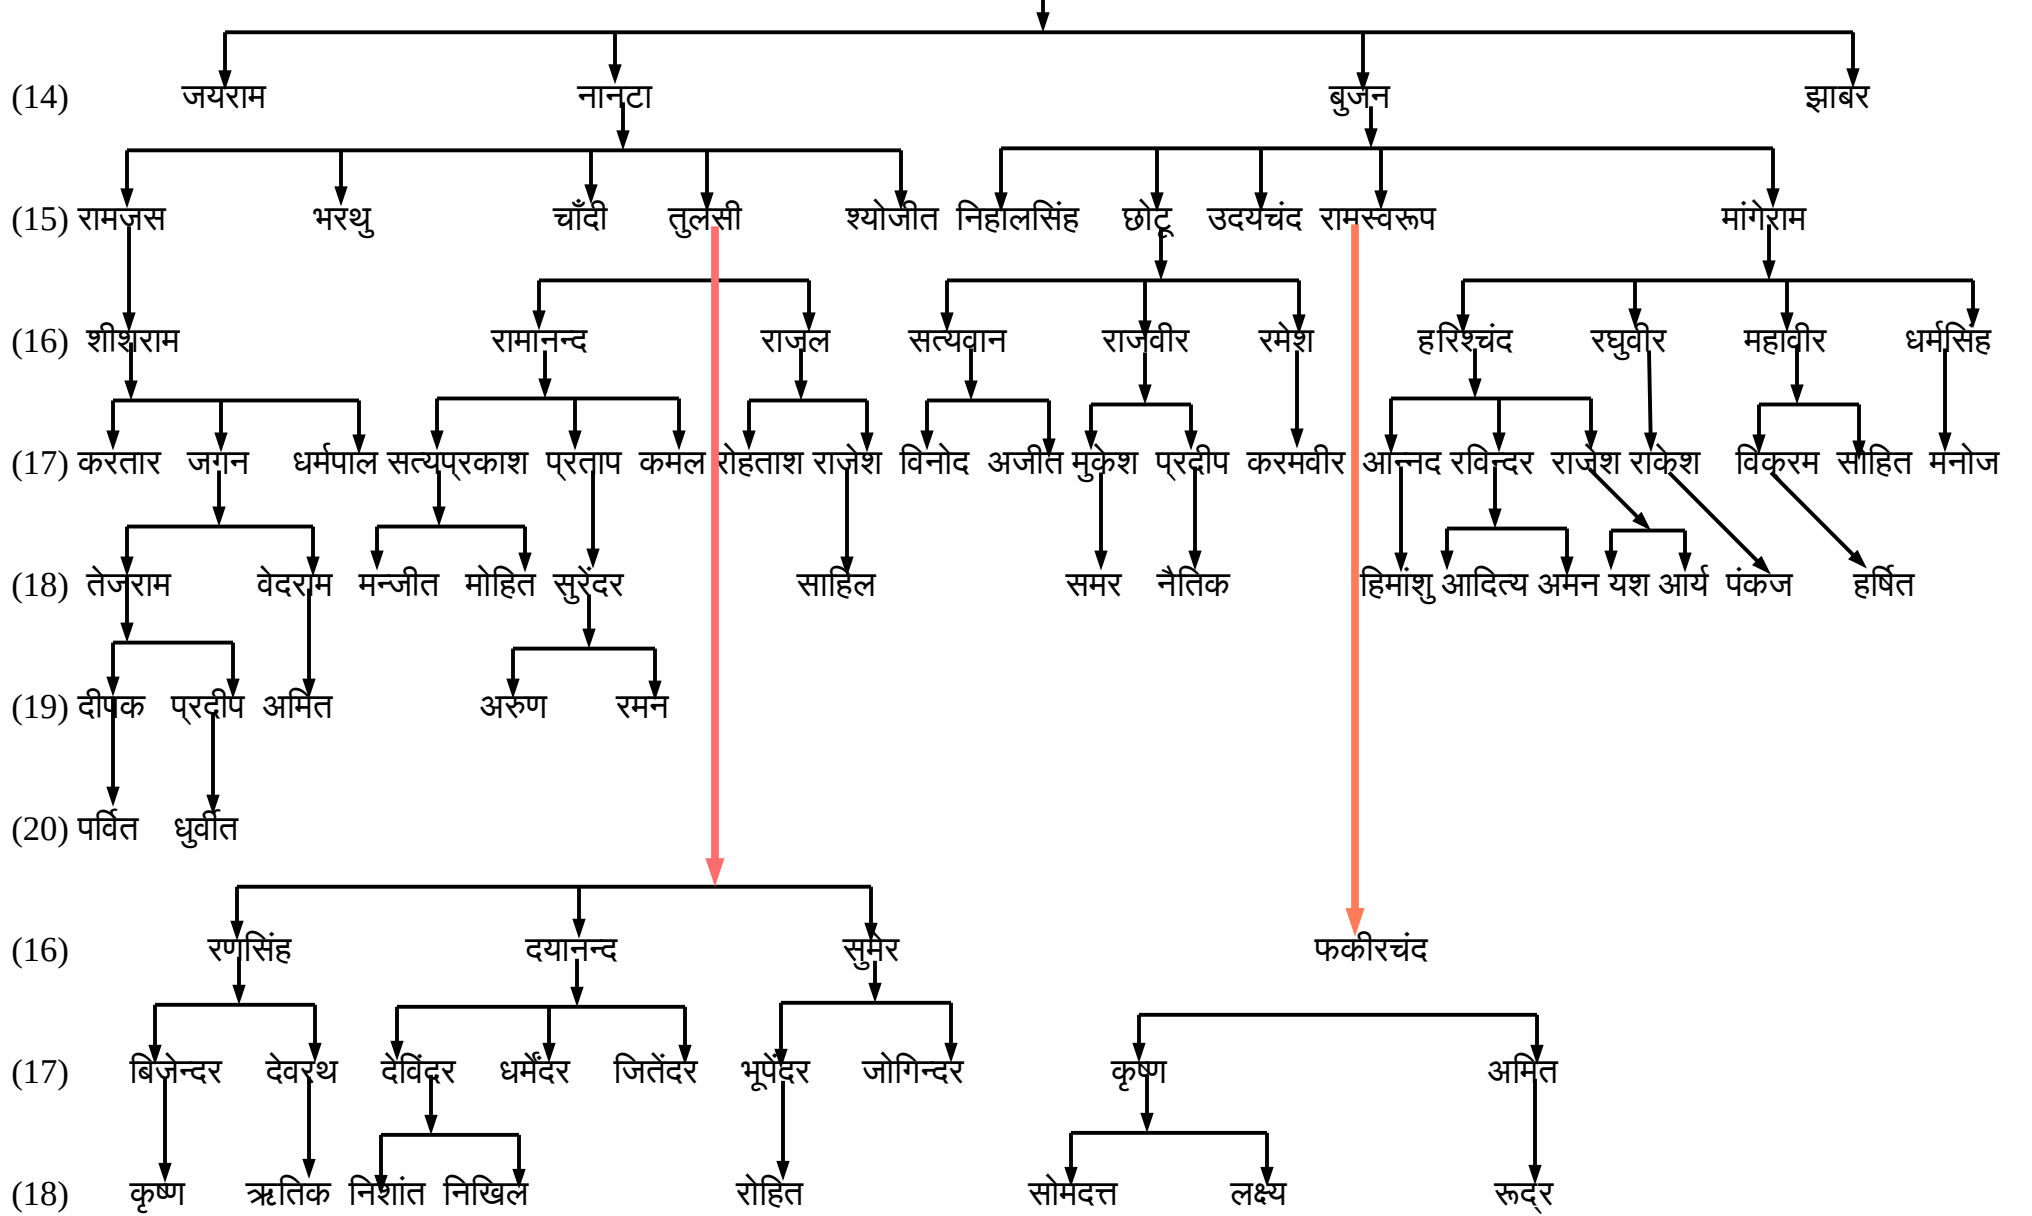 (14) जयराम नानटा बुजन झाबर
(15) रामजस भरथु चाँदी तुलसी श्योजीत निहालसिंह छोटू उदयचंद रामस्वरूप मांगेराम
(16) शीशराम रामानन्द राजल सत्यवान राजवीर रमेश हरिश्चंद रघुवीर महावीर धर्मसिंह
(17) करतार जगन धर्मपाल सत्यप्रकाश प्रताप कमल रोहताश राजेश विनोद अजीत मुकेश प्रदीप करमवीर आन्नद रविन्दर राजेश राकेश विकरम साहित मनोज
(18) तेजराम वेदराम मन्जीत मोहित सुरेंदर साहिल समर नैतिक हिमांशु आदित्य अमन यश आर्य पंकज हर्षित
(19) दीपक प्रदीप अमित अरुण रमन
(20) पर्वित धुर्वीत
(16) रणसिंह दयानन्द सुमेर फकीरचंद
(17) बिजेन्दर देवरथ देविंदर धर्मेंदर जितेंदर भूपेंदर जोगिन्दर कृष्ण अमित
(18) कृष्ण ऋतिक निशांत निखिल रोहित सोमदत्त लक्ष्य रूद्र